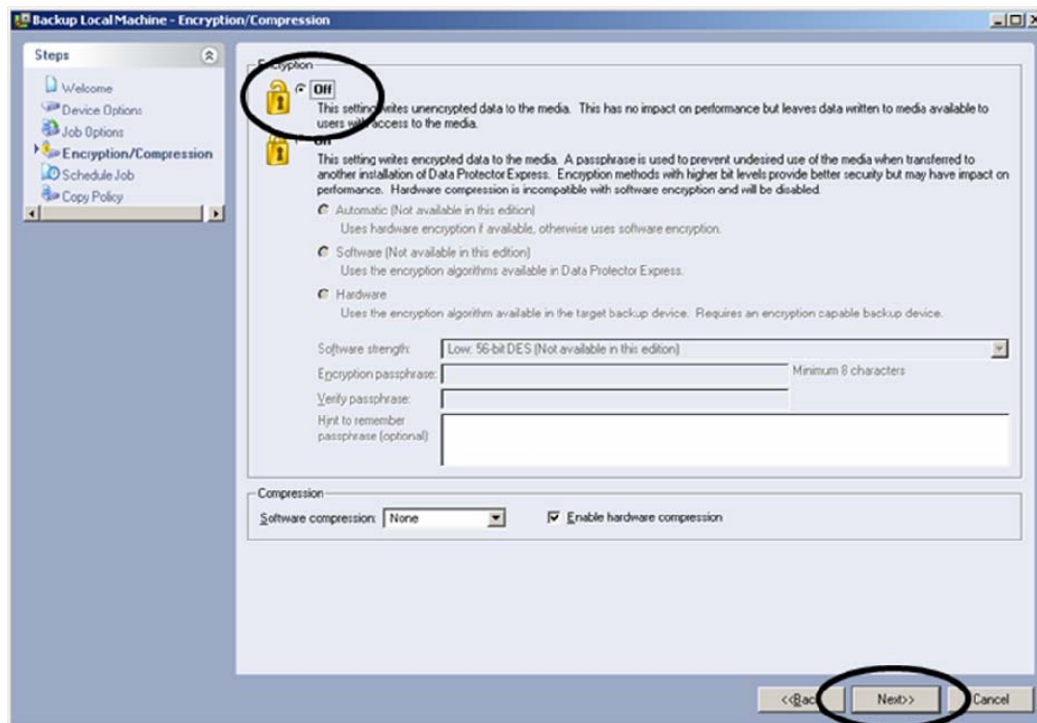 Backup Local Machine - Encryption/Compression
Steps
Welcome
Device Options
Job Options
Encryption/Compression
Schedule Job
Copy Policy
Encryption
Off
This setting writes unencrypted data to the media. This has no impact on performance but leaves data written to media available to
users with access to the media.
On
This setting writes encrypted data to the media. A passphrase is used to prevent undesired use of the media when transferred to
another installation of Data Protector Express. Encryption methods with higher bit levels provide better security but may have impact on
performance. Hardware compression is incompatible with software encryption and will be disabled.
Automatic (Not available in this edition)
Uses hardware encryption if available, otherwise uses software encryption.
Software (Not available in this edition)
Uses the encryption algorithms available in Data Protector Express.
Hardware
Uses the encryption algorithm available in the target backup device. Requires an encryption capable backup device.
Software strength: Low: 56-bit DES (Not available in this edition)
Encryption passphrase: Minimum 8 characters
Verify passphrase:
Hint to remember
passphrase (optional)
Compression
Software compression: None Enable hardware compression
<<Back Next>> Cancel